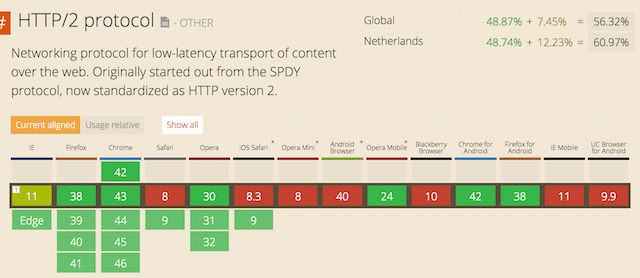 # HTTP/2 protocol - OTHER
Global 48.87% + 7.45% = 56.32%
Netherlands 48.74% + 12.23% = 60.97%
Networking protocol for low-latency transport of content
over the web. Originally started out from the SPDY
protocol, now standardized as HTTP version 2.
Current aligned Usage relative Show all
IE Firefox Chrome Safari Opera iOS Safari * Opera Mini * Android Browser * Opera Mobile * Blackberry Browser Chrome for Android Firefox for Android IE Mobile UC Browser for Android
42
1 11 38 43 8 30 8.3 8 40 24 10 42 38 11 9.9
Edge 39 44 9 31 9
40 45 32
41 46